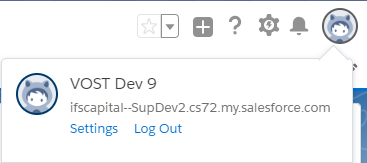 VOST Dev 9
ifscapital--SupDev2.cs72.my.salesforce.com
Settings Log Out